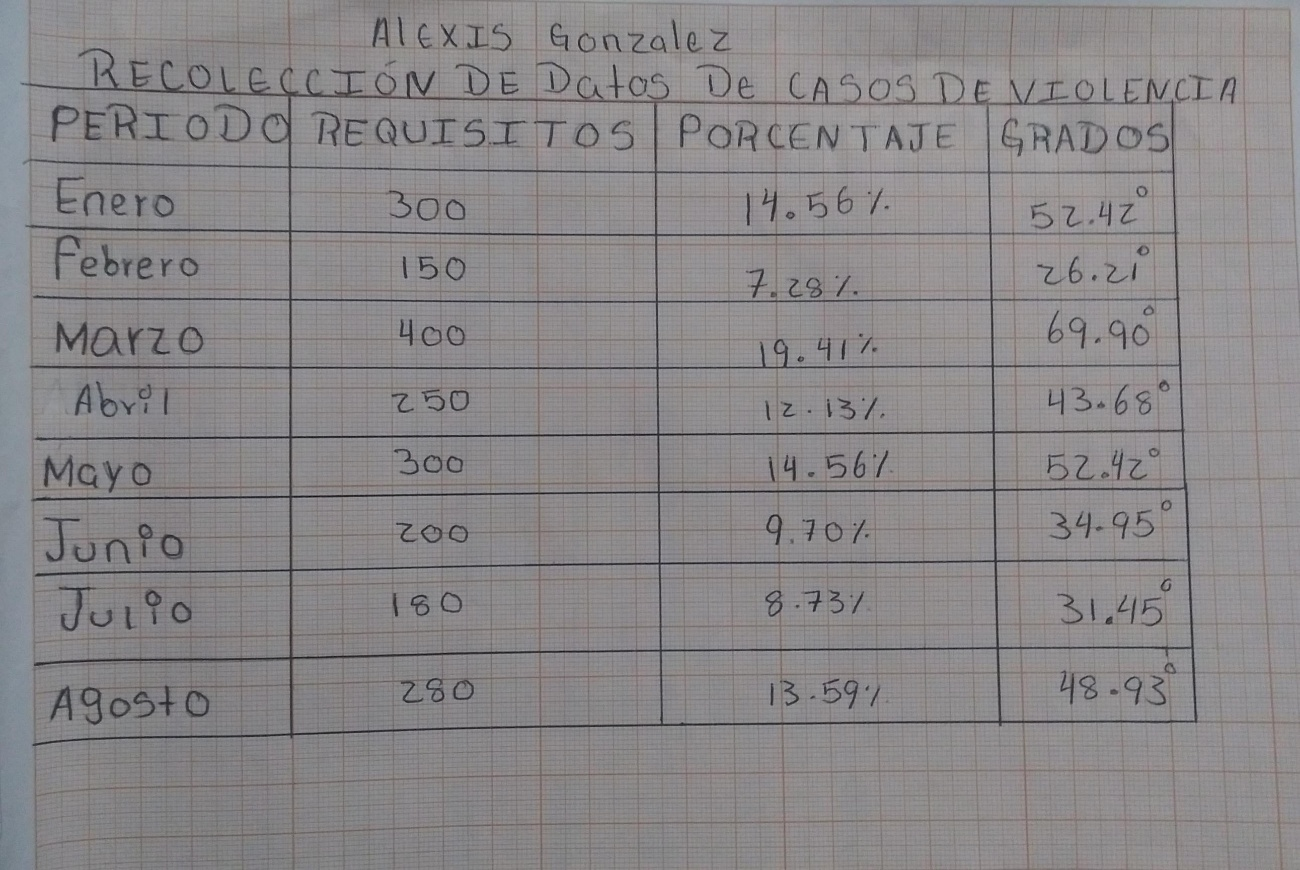 Alexis Gonzalez
RECOLECCIÓN DE Datos De CASOS DE VIOLENCIA
PERIODO REQUISITOS PORCENTAJE GRADOS
Enero 300 14.56% 52.42°
Febrero 150 7.28% 26.21°
Marzo 400 19.41% 69.90°
Abril 250 12.13% 43.68°
Mayo 300 14.56% 52.42°
Junio 200 9.70% 34.95°
Julio 180 8.73% 31.45°
Agosto 280 13.59% 48.93°